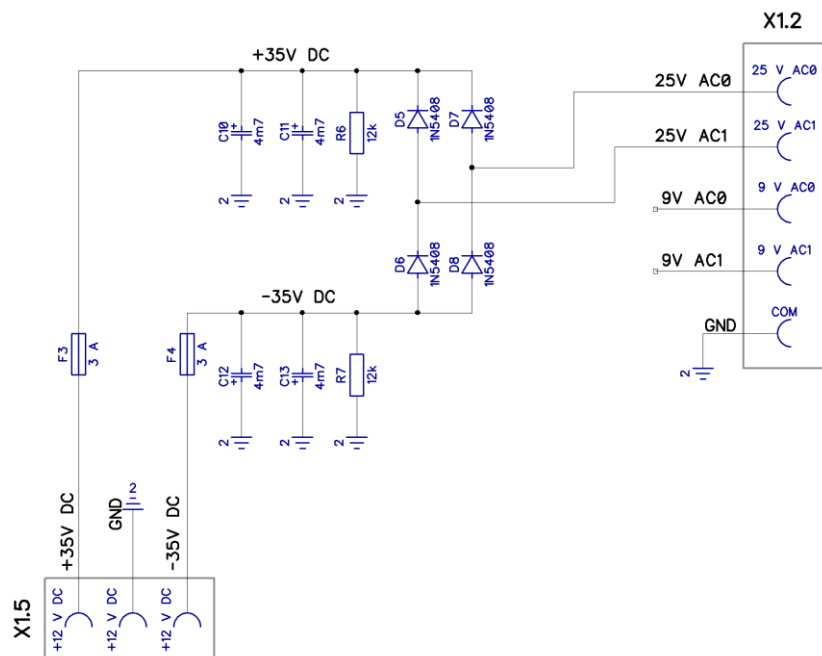 X1.2
+35V DC
25V AC0
25 V AC0
C10
+
4m7
C11
+
4m7
R6
12k
D5
1N5408
D7
1N5408
25V AC1
25 V AC1
2
2
2
9V AC0
9 V AC0
D6
1N5408
D8
1N5408
9V AC1
9 V AC1
-35V DC
COM
GND
2
F3
3 A
F4
3 A
C12
+
4m7
C13
+
4m7
R7
12k
2
2
2
+35V DC
GND
2
-35V DC
X1.5
+12 V DC
+12 V DC
+12 V DC